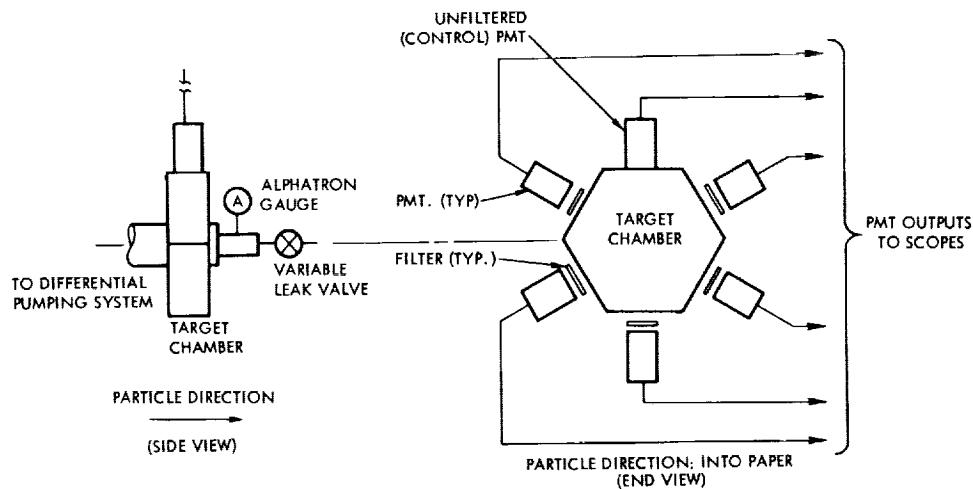 UNFILTERED
(CONTROL) PMT
A
ALPHATRON
GAUGE
PMT. (TYP)
TARGET
CHAMBER
PMT OUTPUTS
TO SCOPES
FILTER (TYP.)
VARIABLE
LEAK VALVE
TO DIFFERENTIAL
PUMPING SYSTEM
TARGET
CHAMBER
PARTICLE DIRECTION
(SIDE VIEW)
PARTICLE DIRECTION: INTO PAPER
(END VIEW)